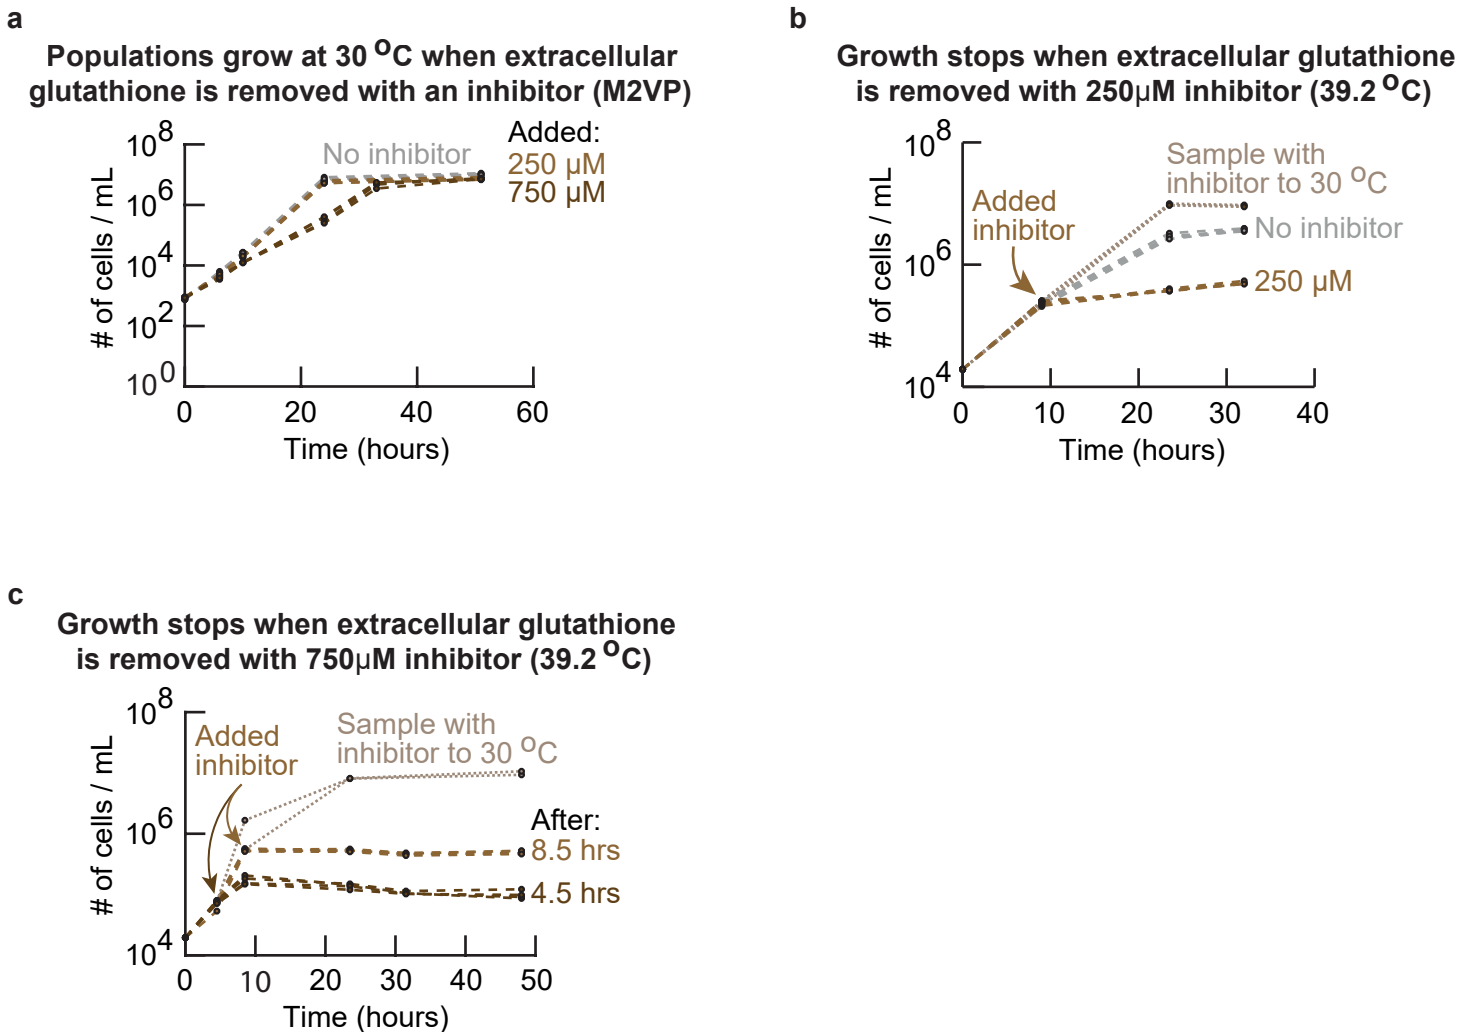 a
Populations grow at 30 °C when extracellular
glutathione is removed with an inhibitor (M2VP)
Added:
No inhibitor
250 µM
750 µM
10^8
10^6
10^4
10^2
10^0
# of cells / mL
0 20 40 60
Time (hours)
b
Growth stops when extracellular glutathione
is removed with 250µM inhibitor (39.2 °C)
Sample with
inhibitor to 30 °C
Added
inhibitor
No inhibitor
250 µM
10^8
10^6
10^4
# of cells / mL
0 10 20 30 40
Time (hours)
c
Growth stops when extracellular glutathione
is removed with 750µM inhibitor (39.2 °C)
Added
inhibitor
Sample with
inhibitor to 30 °C
After:
8.5 hrs
4.5 hrs
10^8
10^6
10^4
# of cells / mL
0 10 20 30 40 50
Time (hours)